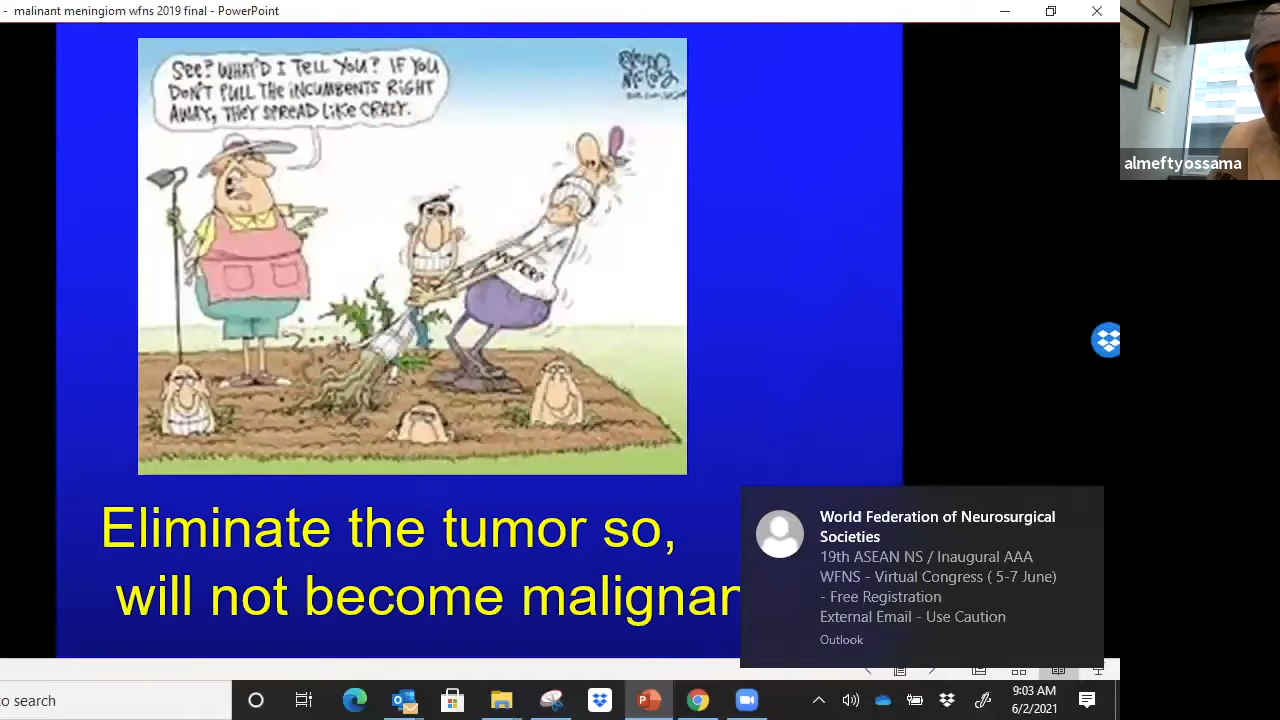 - malinant meningiom wfns 2019 final - PowerPoint
SEE? WHAT'D I TELL YOU? IF YOU
DON'T PULL THE INCUMBENTS RIGHT
AWAY, THEY SPREAD LIKE CRAZY.
VOTERS
almeftyossama
Eliminate the tumor so,
will not become malignan
World Federation of Neurosurgical
Societies
19th ASEAN NS / Inaugural AAA
WFNS - Virtual Congress ( 5-7 June)
- Free Registration
External Email - Use Caution
Outlook
to search
9:03 AM
6/2/2021